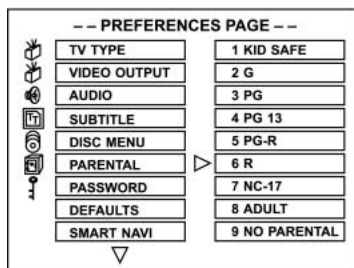 -- PREFERENCES PAGE --
TV TYPE
VIDEO OUTPUT
AUDIO
SUBTITLE
DISC MENU
PARENTAL
PASSWORD
DEFAULTS
SMART NAVI
1 KID SAFE
2 G
3 PG
4 PG 13
5 PG-R
6 R
7 NC-17
8 ADULT
9 NO PARENTAL